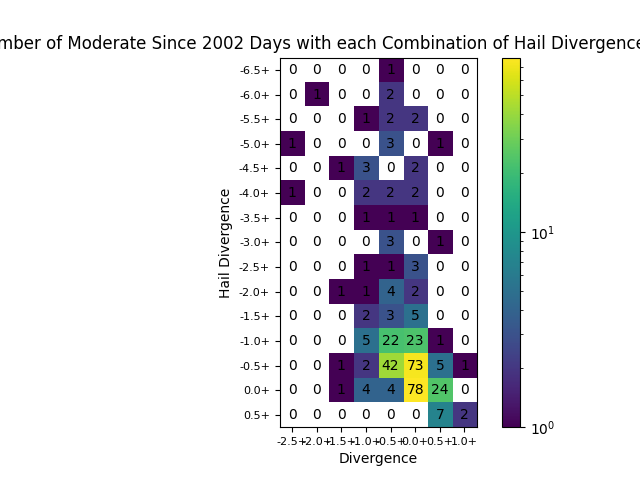 mber of Moderate Since 2002 Days with each Combination of Hail Divergence
-6.5+ 0 0 0 0 1 0 0 0
-6.0+ 0 1 0 0 2 0 0 0
-5.5+ 0 0 0 1 2 2 0 0
-5.0+ 1 0 0 0 3 0 1 0
-4.5+ 0 0 1 3 0 2 0 0
-4.0+ 1 0 0 2 2 2 0 0
-3.5+ 0 0 0 1 1 1 0 0
-3.0+ 0 0 0 0 3 0 1 0
-2.5+ 0 0 0 1 1 3 0 0
-2.0+ 0 0 1 1 4 2 0 0
-1.5+ 0 0 0 2 3 5 0 0
-1.0+ 0 0 0 5 22 23 1 0
-0.5+ 0 0 1 2 42 73 5 1
0.0+ 0 0 1 4 4 78 24 0
0.5+ 0 0 0 0 0 0 7 2
-2.5+ -2.0+ -1.5+ -1.0+ -0.5+ 0.0+ 0.5+ 1.0+
Divergence
Hail Divergence
10¹
10⁰